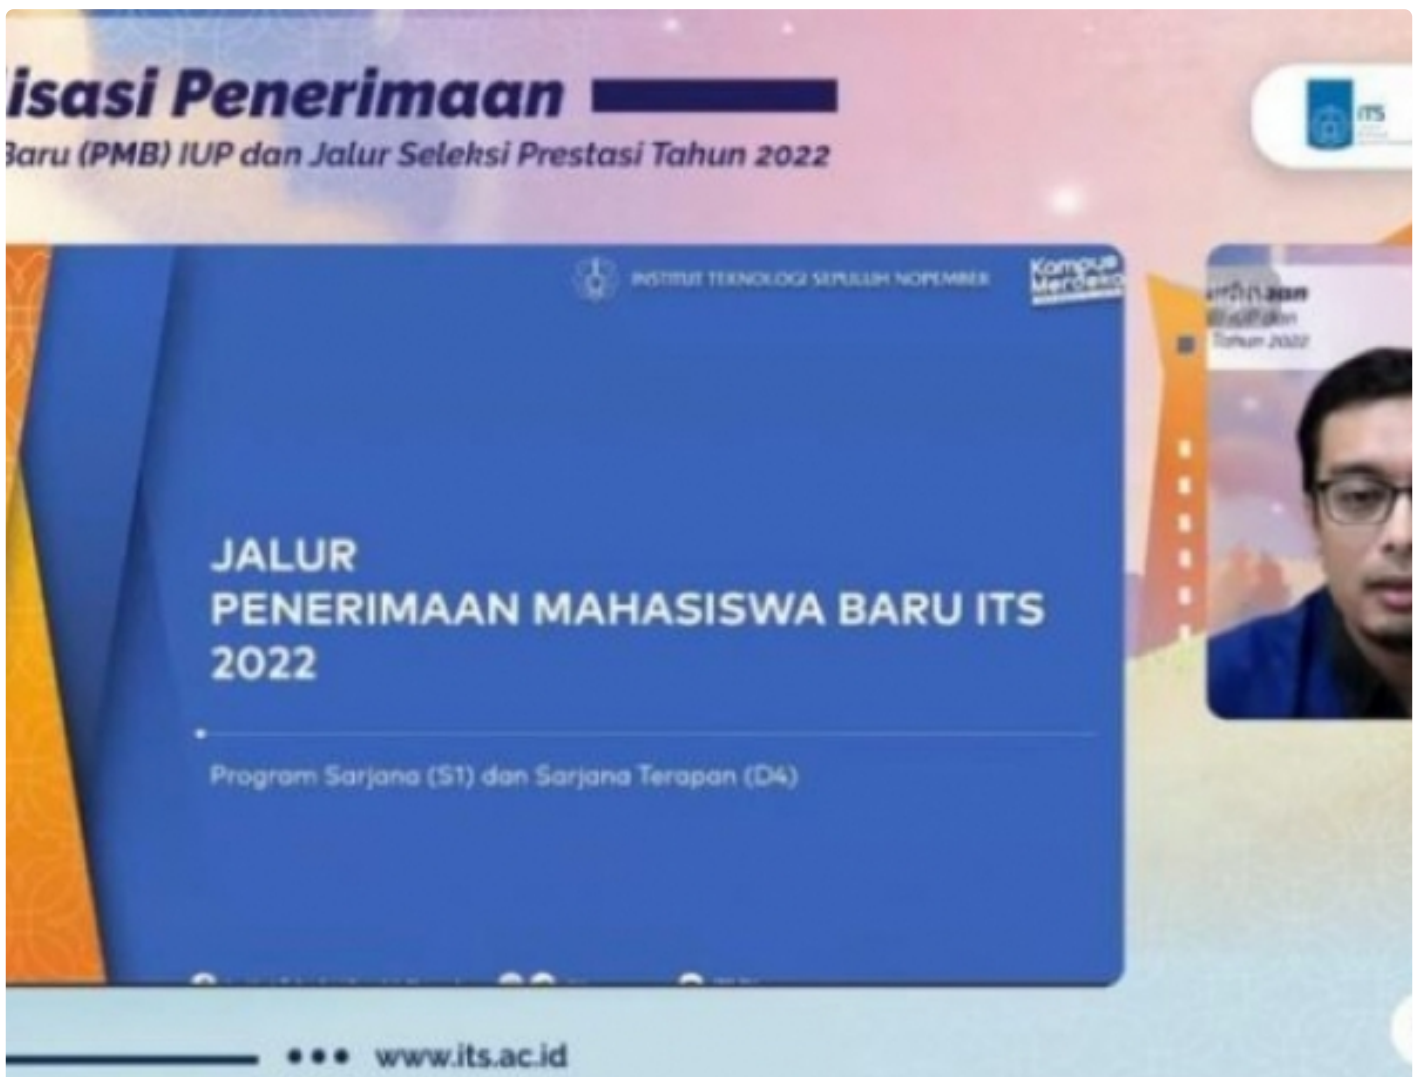 isasi Penerimaan
Baru (PMB) IUP dan Jalur Seleksi Prestasi Tahun 2022
ITS
INSTITUT TEKNOLOGI SEPULUH NOPEMBER
Kampus
Merdeka
Tahun 2022
JALUR
PENERIMAAN MAHASISWA BARU ITS
2022
Program Sarjana (S1) dan Sarjana Terapan (D4)
www.its.ac.id